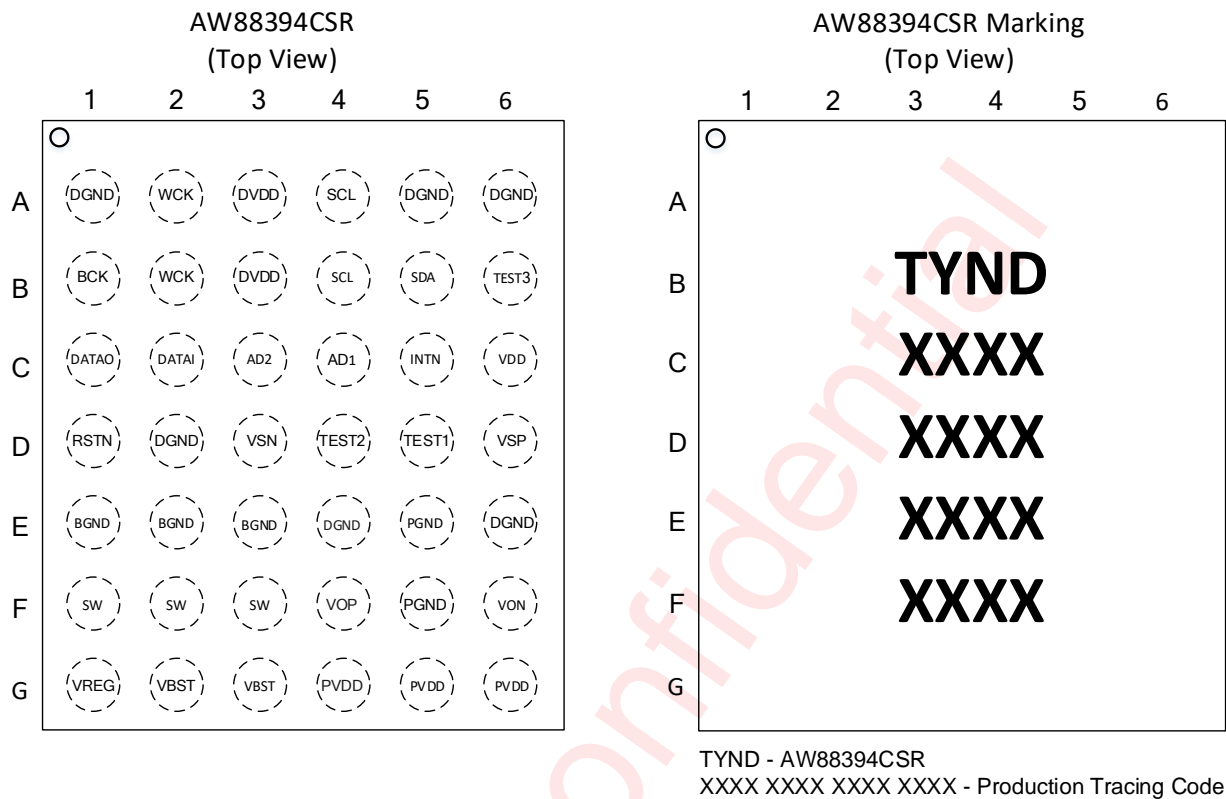 AW88394CSR
(Top View)
1 2 3 4 5 6
A DGND WCK DVDD SCL DGND DGND
B BCK WCK DVDD SCL SDA TEST3
C DATAO DATAI AD2 AD1 INTN VDD
D RSTN DGND VSN TEST2 TEST1 VSP
E BGND BGND BGND DGND PGND DGND
F SW SW SW VOP PGND VON
G VREG VBST VBST PVDD PVDD PVDD
AW88394CSR Marking
(Top View)
1 2 3 4 5 6
A
B TYND
C XXXX
D XXXX
E XXXX
F XXXX
G
TYND - AW88394CSR
XXXX XXXX XXXX XXXX - Production Tracing Code
onfidential